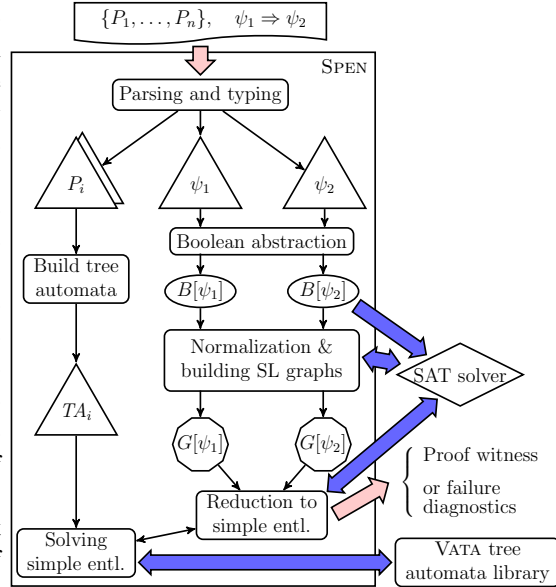 {P₁, . . . , Pₙ},   ψ₁ ⇒ ψ₂
SPEN
Parsing and typing
Pᵢ
ψ₁
ψ₂
Boolean abstraction
Build tree
automata
B[ψ₁]
B[ψ₂]
Normalization &
building SL graphs
SAT solver
TAᵢ
G[ψ₁]
G[ψ₂]
Proof witness
or failure
diagnostics
Reduction to
simple entl.
Solving
simple entl.
VATA tree
automata library